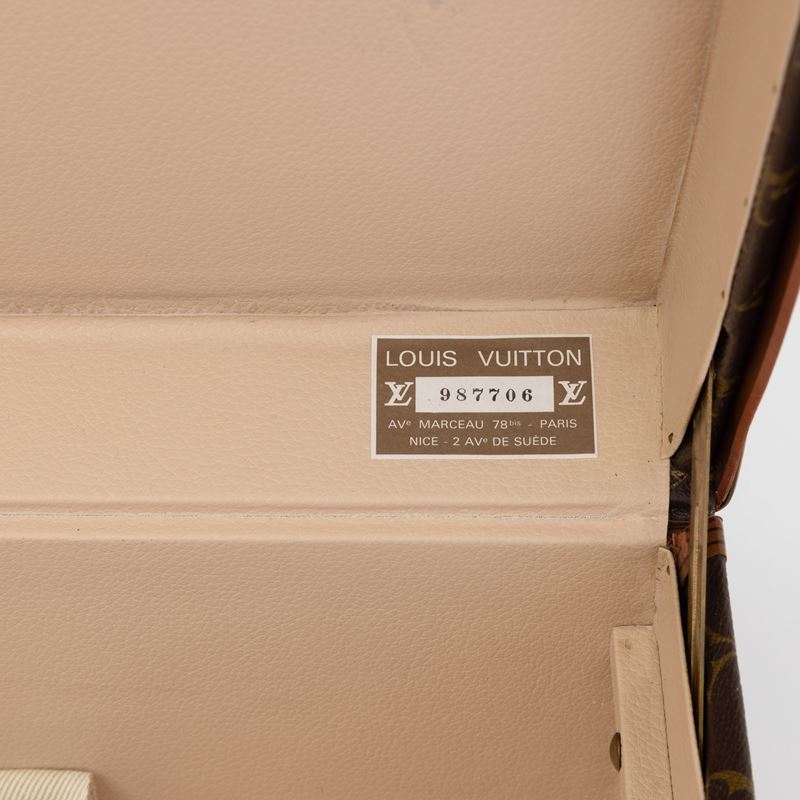 LOUIS VUITTON
LV 987706 LV
AVᵉ MARCEAU 78ᵇⁱˢ - PARIS
NICE - 2 AVᵉ DE SUÈDE